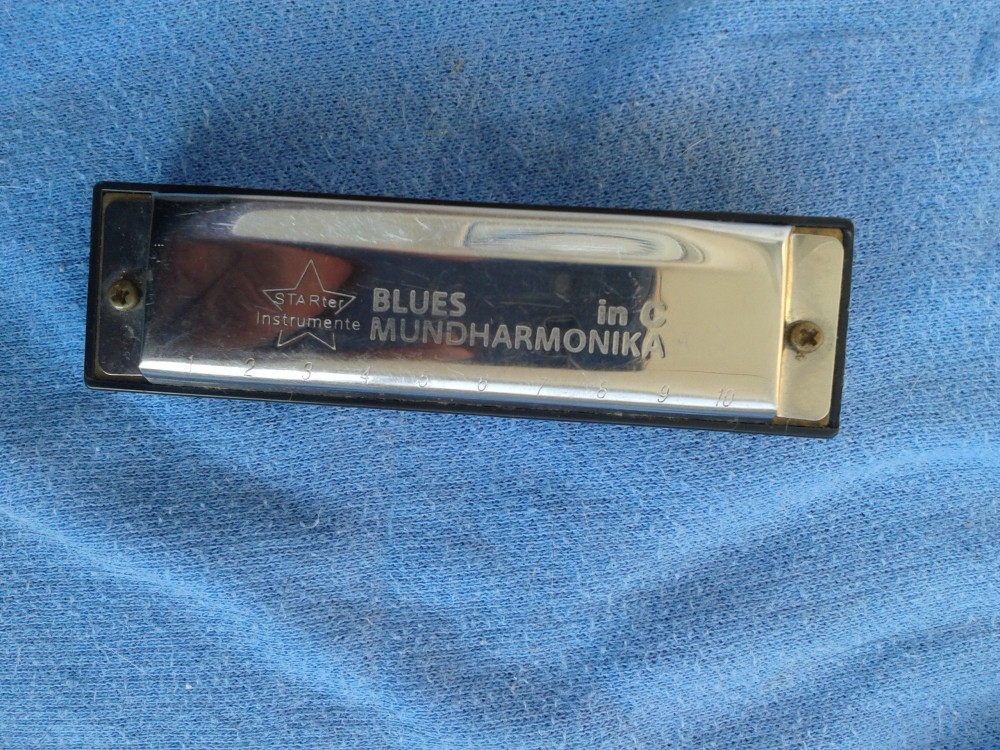 STARter
Instrumente
BLUES in C
MUNDHARMONIKA
1 2 3 4 5 6 7 8 9 10